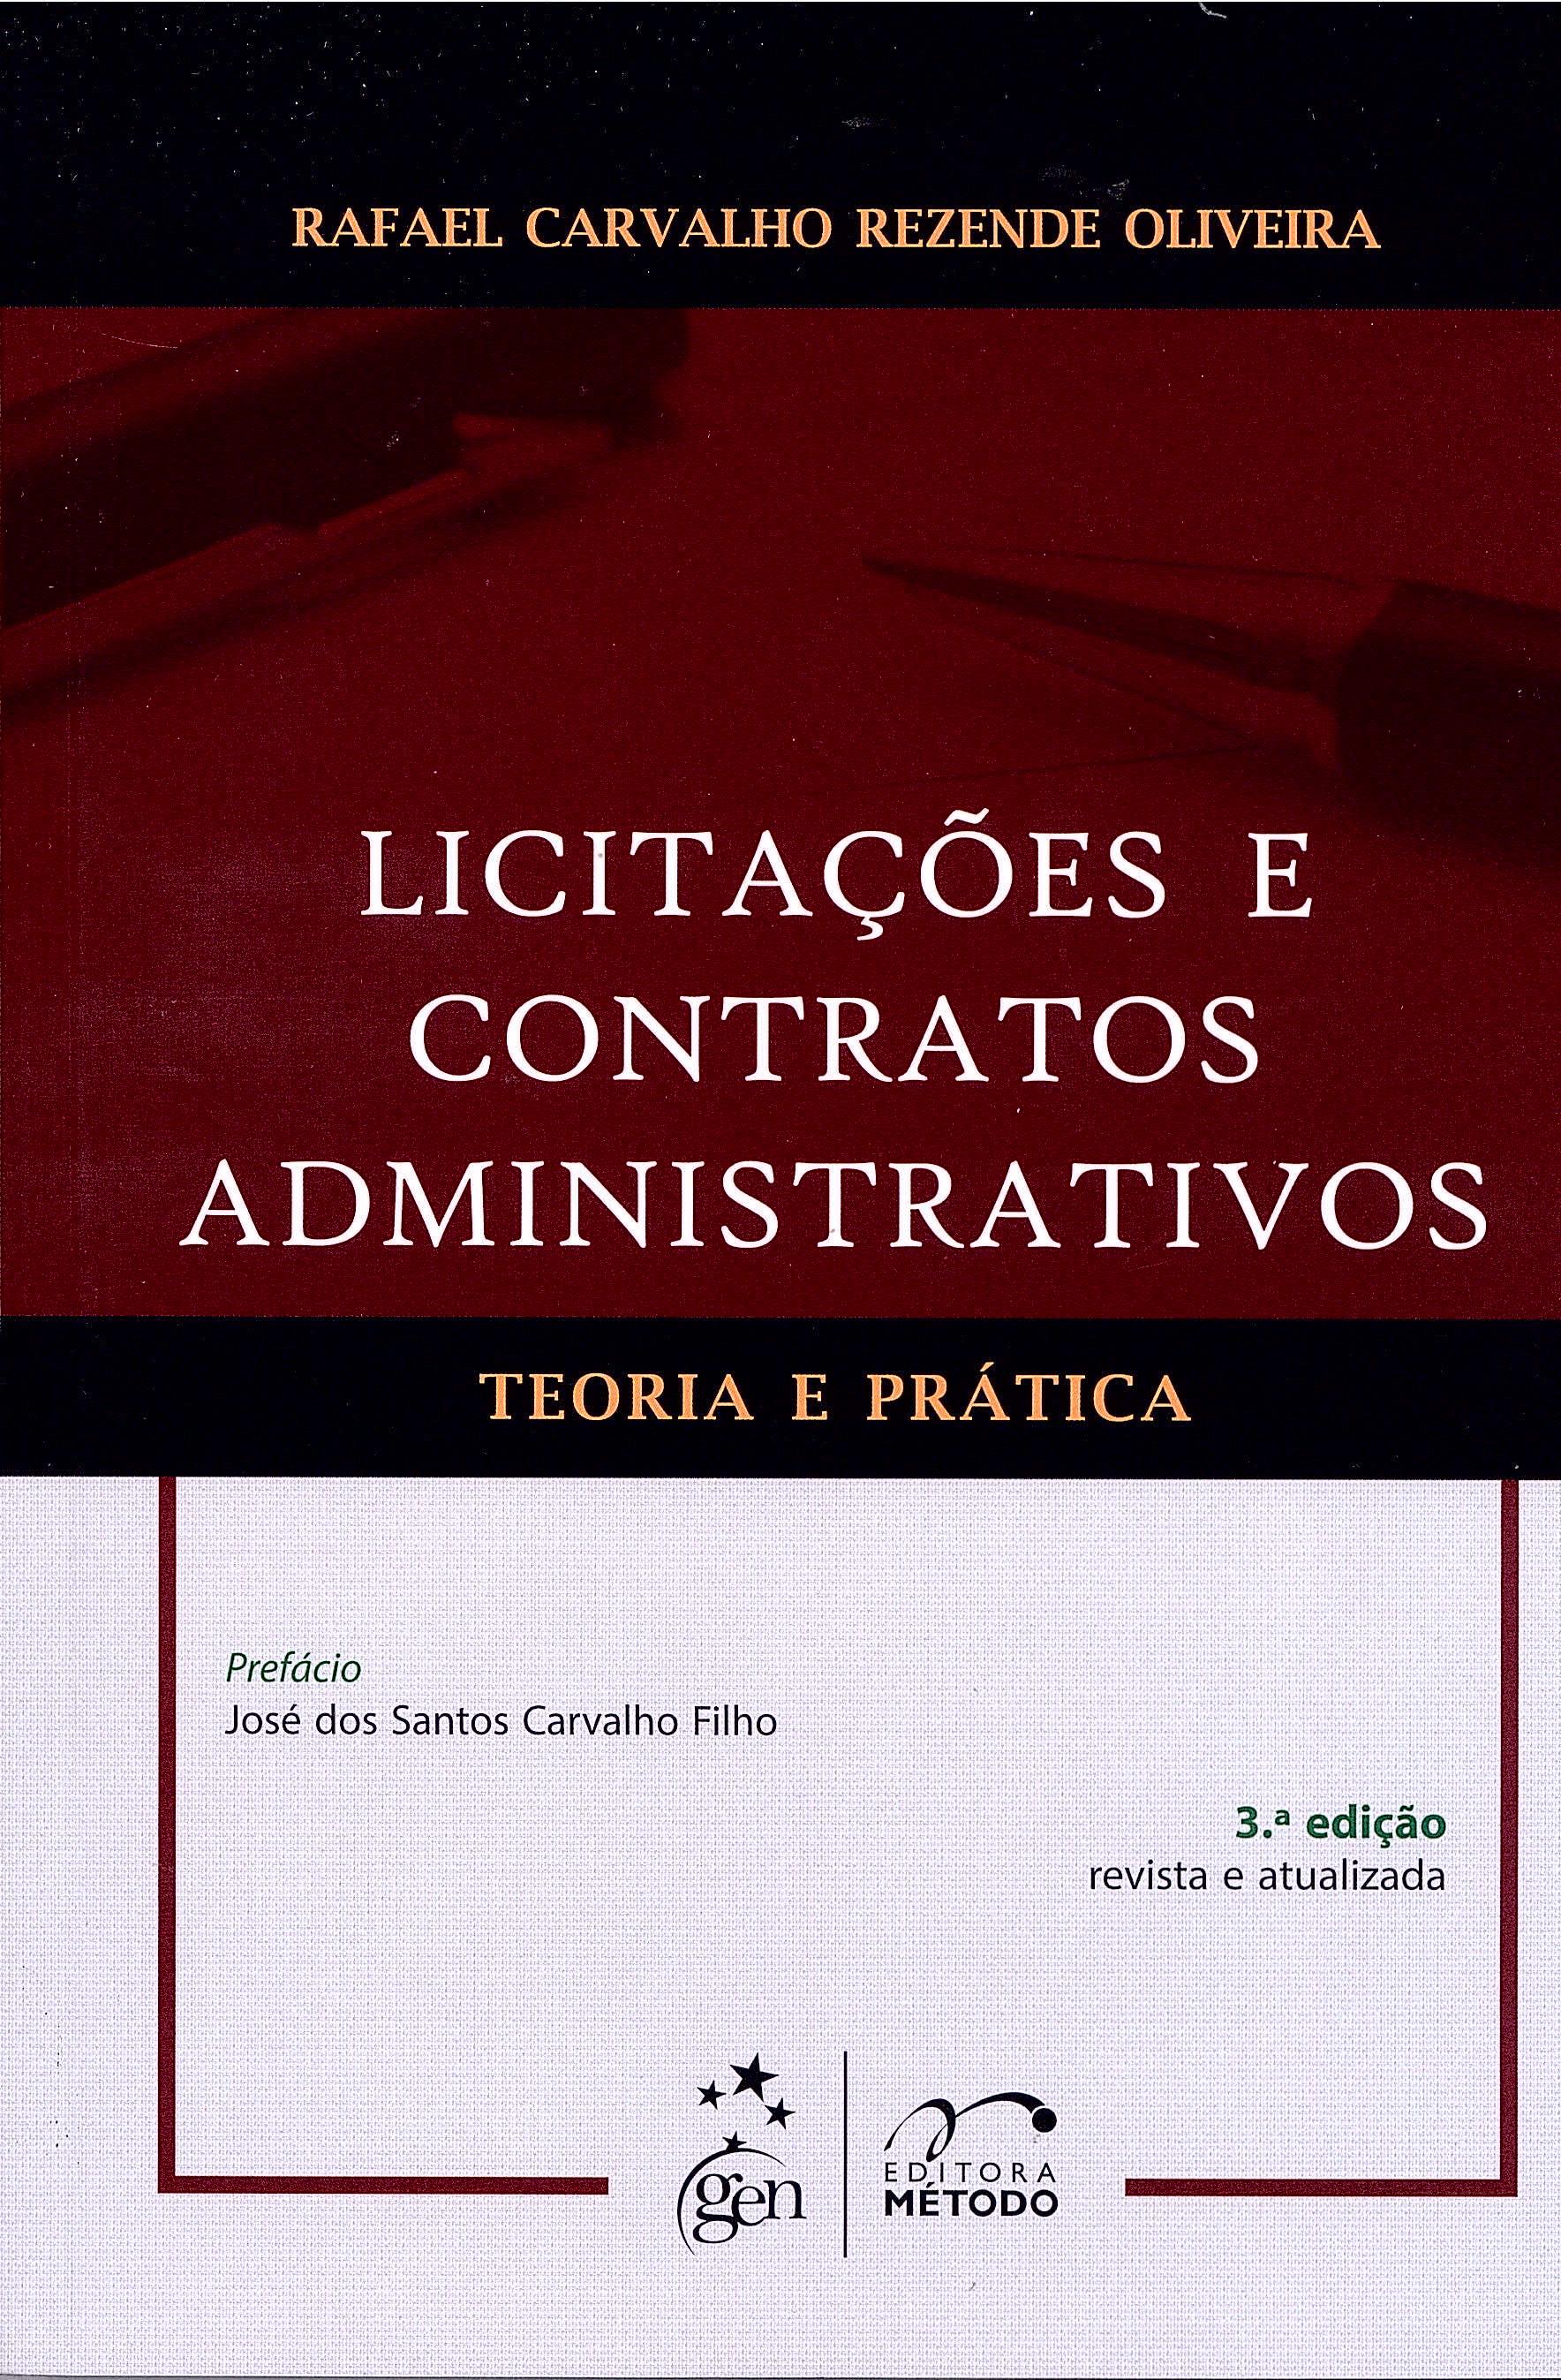 RAFAEL CARVALHO REZENDE OLIVEIRA
LICITAÇÕES E
CONTRATOS
ADMINISTRATIVOS
TEORIA E PRÁTICA
Prefácio
José dos Santos Carvalho Filho
3.ª edição
revista e atualizada
gen
EDITORA
MÉTODO